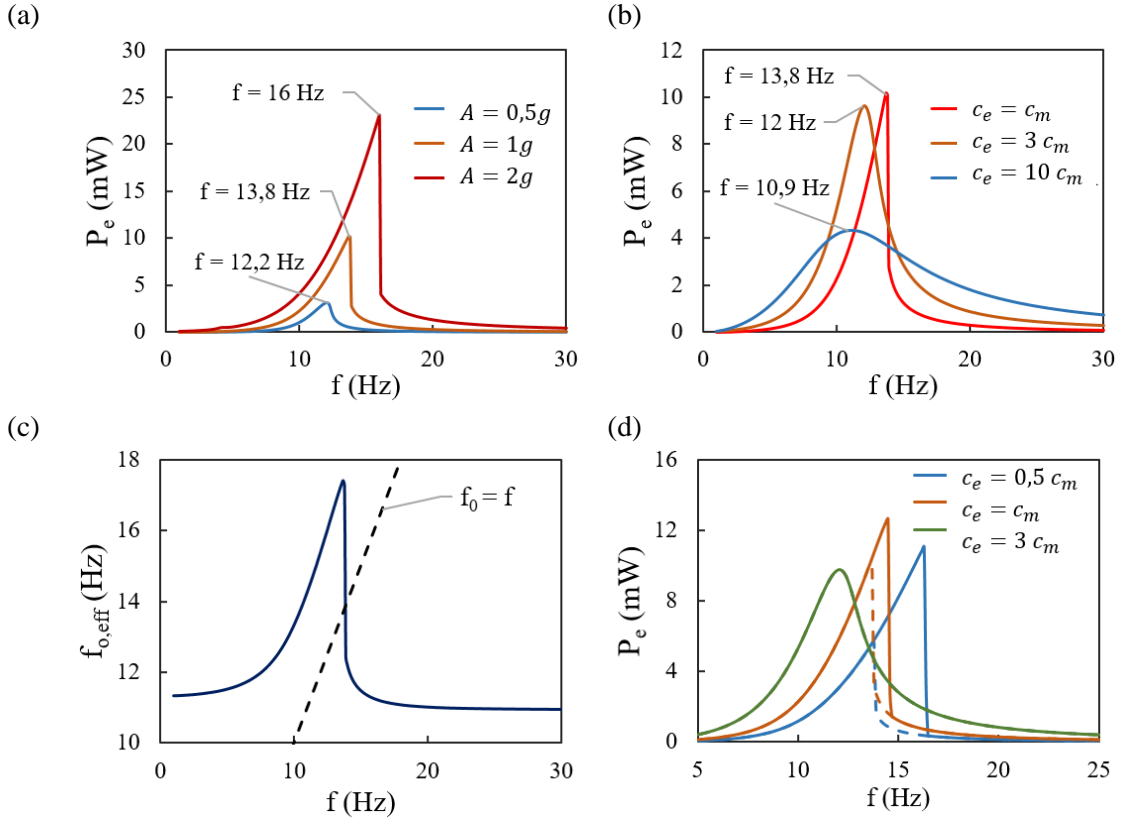 (a)
30
25
20
15
10
5
0
P_e (mW)
0
10
20
30
f (Hz)
f = 16 Hz
f = 13,8 Hz
f = 12,2 Hz
A = 0,5g
A = 1g
A = 2g
(b)
12
10
8
6
4
2
0
P_e (mW)
0
10
20
30
f (Hz)
f = 13,8 Hz
f = 12 Hz
f = 10,9 Hz
c_e = c_m
c_e = 3 c_m
c_e = 10 c_m
(c)
18
16
14
12
10
f_o,eff (Hz)
0
10
20
30
f (Hz)
f_0 = f
(d)
16
12
8
4
0
P_e (mW)
5
10
15
20
25
f (Hz)
c_e = 0,5 c_m
c_e = c_m
c_e = 3 c_m